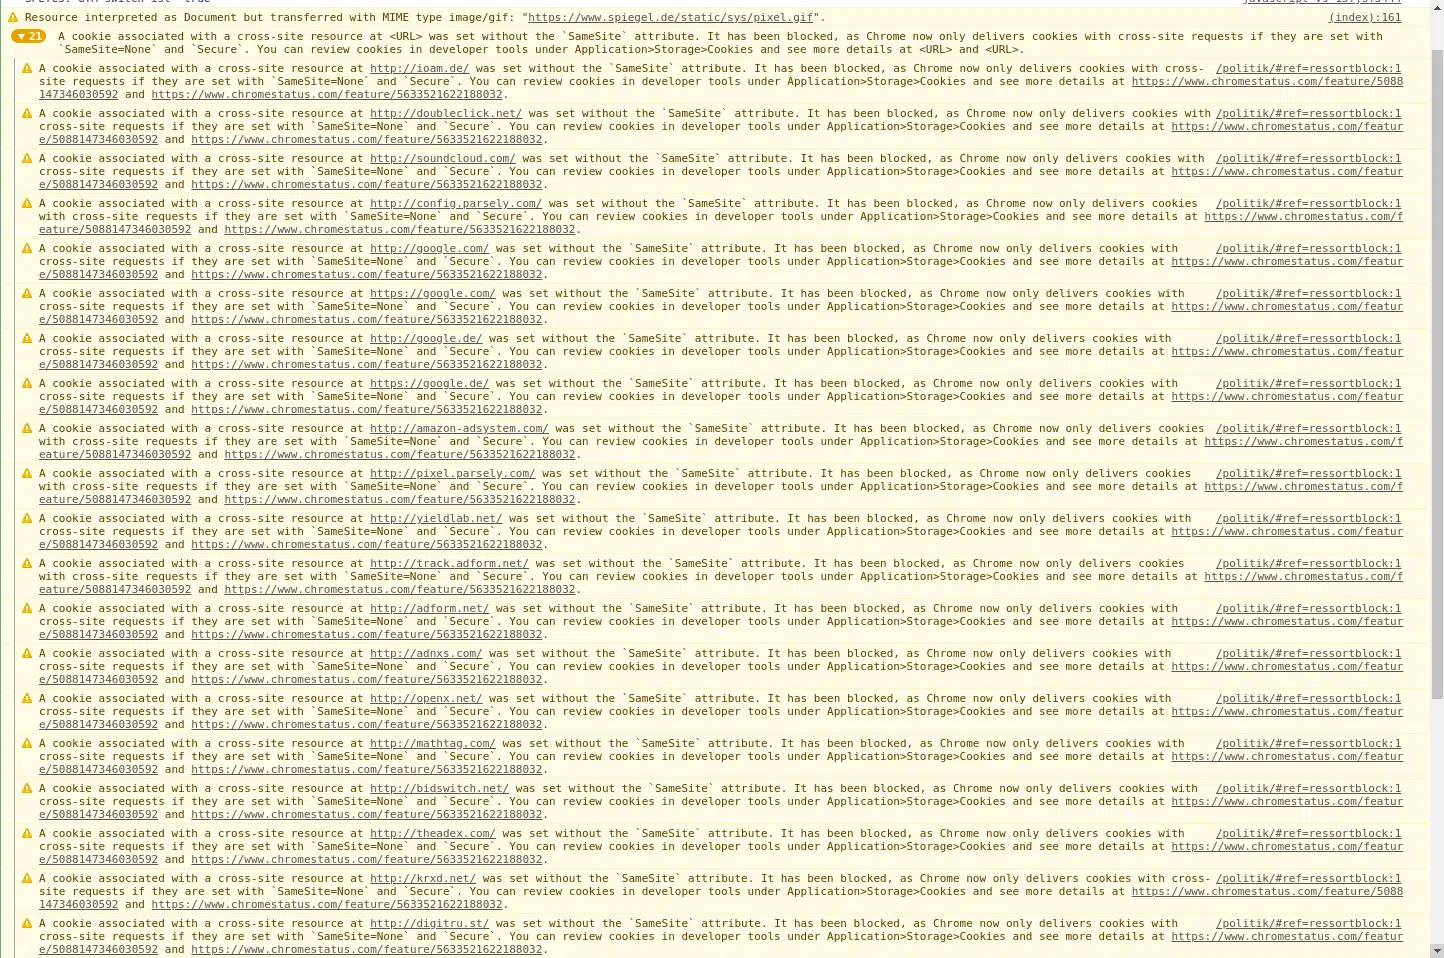 Resource interpreted as Document but transferred with MIME type image/gif: "https://www.spiegel.de/static/sys/pixel.gif". (index):161
21 A cookie associated with a cross-site resource at <URL> was set without the `SameSite` attribute. It has been blocked, as Chrome now only delivers cookies with cross-site requests if they are set with
`SameSite=None` and `Secure`. You can review cookies in developer tools under Application>Storage>Cookies and see more details at <URL> and <URL>.
A cookie associated with a cross-site resource at http://ioam.de/ was set without the `SameSite` attribute. It has been blocked, as Chrome now only delivers cookies with cross- /politik/#ref=ressortblock:1
site requests if they are set with `SameSite=None` and `Secure`. You can review cookies in developer tools under Application>Storage>Cookies and see more details at https://www.chromestatus.com/feature/5088
147346030592 and https://www.chromestatus.com/feature/5633521622188032.
A cookie associated with a cross-site resource at http://doubleclick.net/ was set without the `SameSite` attribute. It has been blocked, as Chrome now only delivers cookies with /politik/#ref=ressortblock:1
cross-site requests if they are set with `SameSite=None` and `Secure`. You can review cookies in developer tools under Application>Storage>Cookies and see more details at https://www.chromestatus.com/featur
e/5088147346030592 and https://www.chromestatus.com/feature/5633521622188032.
A cookie associated with a cross-site resource at http://soundcloud.com/ was set without the `SameSite` attribute. It has been blocked, as Chrome now only delivers cookies with /politik/#ref=ressortblock:1
cross-site requests if they are set with `SameSite=None` and `Secure`. You can review cookies in developer tools under Application>Storage>Cookies and see more details at https://www.chromestatus.com/featur
e/5088147346030592 and https://www.chromestatus.com/feature/5633521622188032.
A cookie associated with a cross-site resource at http://config.parsely.com/ was set without the `SameSite` attribute. It has been blocked, as Chrome now only delivers cookies /politik/#ref=ressortblock:1
with cross-site requests if they are set with `SameSite=None` and `Secure`. You can review cookies in developer tools under Application>Storage>Cookies and see more details at https://www.chromestatus.com/f
eature/5088147346030592 and https://www.chromestatus.com/feature/5633521622188032.
A cookie associated with a cross-site resource at http://google.com/ was set without the `SameSite` attribute. It has been blocked, as Chrome now only delivers cookies with /politik/#ref=ressortblock:1
cross-site requests if they are set with `SameSite=None` and `Secure`. You can review cookies in developer tools under Application>Storage>Cookies and see more details at https://www.chromestatus.com/featur
e/5088147346030592 and https://www.chromestatus.com/feature/5633521622188032.
A cookie associated with a cross-site resource at https://google.com/ was set without the `SameSite` attribute. It has been blocked, as Chrome now only delivers cookies with /politik/#ref=ressortblock:1
cross-site requests if they are set with `SameSite=None` and `Secure`. You can review cookies in developer tools under Application>Storage>Cookies and see more details at https://www.chromestatus.com/featur
e/5088147346030592 and https://www.chromestatus.com/feature/5633521622188032.
A cookie associated with a cross-site resource at http://google.de/ was set without the `SameSite` attribute. It has been blocked, as Chrome now only delivers cookies with /politik/#ref=ressortblock:1
cross-site requests if they are set with `SameSite=None` and `Secure`. You can review cookies in developer tools under Application>Storage>Cookies and see more details at https://www.chromestatus.com/featur
e/5088147346030592 and https://www.chromestatus.com/feature/5633521622188032.
A cookie associated with a cross-site resource at https://google.de/ was set without the `SameSite` attribute. It has been blocked, as Chrome now only delivers cookies with /politik/#ref=ressortblock:1
cross-site requests if they are set with `SameSite=None` and `Secure`. You can review cookies in developer tools under Application>Storage>Cookies and see more details at https://www.chromestatus.com/featur
e/5088147346030592 and https://www.chromestatus.com/feature/5633521622188032.
A cookie associated with a cross-site resource at http://amazon-adsystem.com/ was set without the `SameSite` attribute. It has been blocked, as Chrome now only delivers cookies /politik/#ref=ressortblock:1
with cross-site requests if they are set with `SameSite=None` and `Secure`. You can review cookies in developer tools under Application>Storage>Cookies and see more details at https://www.chromestatus.com/f
eature/5088147346030592 and https://www.chromestatus.com/feature/5633521622188032.
A cookie associated with a cross-site resource at http://pixel.parsely.com/ was set without the `SameSite` attribute. It has been blocked, as Chrome now only delivers cookies /politik/#ref=ressortblock:1
with cross-site requests if they are set with `SameSite=None` and `Secure`. You can review cookies in developer tools under Application>Storage>Cookies and see more details at https://www.chromestatus.com/f
eature/5088147346030592 and https://www.chromestatus.com/feature/5633521622188032.
A cookie associated with a cross-site resource at http://yieldlab.net/ was set without the `SameSite` attribute. It has been blocked, as Chrome now only delivers cookies with /politik/#ref=ressortblock:1
cross-site requests if they are set with `SameSite=None` and `Secure`. You can review cookies in developer tools under Application>Storage>Cookies and see more details at https://www.chromestatus.com/featur
e/5088147346030592 and https://www.chromestatus.com/feature/5633521622188032.
A cookie associated with a cross-site resource at http://track.adform.net/ was set without the `SameSite` attribute. It has been blocked, as Chrome now only delivers cookies /politik/#ref=ressortblock:1
with cross-site requests if they are set with `SameSite=None` and `Secure`. You can review cookies in developer tools under Application>Storage>Cookies and see more details at https://www.chromestatus.com/f
eature/5088147346030592 and https://www.chromestatus.com/feature/5633521622188032.
A cookie associated with a cross-site resource at http://adform.net/ was set without the `SameSite` attribute. It has been blocked, as Chrome now only delivers cookies with /politik/#ref=ressortblock:1
cross-site requests if they are set with `SameSite=None` and `Secure`. You can review cookies in developer tools under Application>Storage>Cookies and see more details at https://www.chromestatus.com/featur
e/5088147346030592 and https://www.chromestatus.com/feature/5633521622188032.
A cookie associated with a cross-site resource at http://adnxs.com/ was set without the `SameSite` attribute. It has been blocked, as Chrome now only delivers cookies with /politik/#ref=ressortblock:1
cross-site requests if they are set with `SameSite=None` and `Secure`. You can review cookies in developer tools under Application>Storage>Cookies and see more details at https://www.chromestatus.com/featur
e/5088147346030592 and https://www.chromestatus.com/feature/5633521622188032.
A cookie associated with a cross-site resource at http://openx.net/ was set without the `SameSite` attribute. It has been blocked, as Chrome now only delivers cookies with /politik/#ref=ressortblock:1
cross-site requests if they are set with `SameSite=None` and `Secure`. You can review cookies in developer tools under Application>Storage>Cookies and see more details at https://www.chromestatus.com/featur
e/5088147346030592 and https://www.chromestatus.com/feature/5633521622188032.
A cookie associated with a cross-site resource at http://mathtag.com/ was set without the `SameSite` attribute. It has been blocked, as Chrome now only delivers cookies with /politik/#ref=ressortblock:1
cross-site requests if they are set with `SameSite=None` and `Secure`. You can review cookies in developer tools under Application>Storage>Cookies and see more details at https://www.chromestatus.com/featur
e/5088147346030592 and https://www.chromestatus.com/feature/5633521622188032.
A cookie associated with a cross-site resource at http://bidswitch.net/ was set without the `SameSite` attribute. It has been blocked, as Chrome now only delivers cookies with /politik/#ref=ressortblock:1
cross-site requests if they are set with `SameSite=None` and `Secure`. You can review cookies in developer tools under Application>Storage>Cookies and see more details at https://www.chromestatus.com/featur
e/5088147346030592 and https://www.chromestatus.com/feature/5633521622188032.
A cookie associated with a cross-site resource at http://theadex.com/ was set without the `SameSite` attribute. It has been blocked, as Chrome now only delivers cookies with /politik/#ref=ressortblock:1
cross-site requests if they are set with `SameSite=None` and `Secure`. You can review cookies in developer tools under Application>Storage>Cookies and see more details at https://www.chromestatus.com/featur
e/5088147346030592 and https://www.chromestatus.com/feature/5633521622188032.
A cookie associated with a cross-site resource at http://krxd.net/ was set without the `SameSite` attribute. It has been blocked, as Chrome now only delivers cookies with cross- /politik/#ref=ressortblock:1
site requests if they are set with `SameSite=None` and `Secure`. You can review cookies in developer tools under Application>Storage>Cookies and see more details at https://www.chromestatus.com/feature/5088
147346030592 and https://www.chromestatus.com/feature/5633521622188032.
A cookie associated with a cross-site resource at http://digitru.st/ was set without the `SameSite` attribute. It has been blocked, as Chrome now only delivers cookies with /politik/#ref=ressortblock:1
cross-site requests if they are set with `SameSite=None` and `Secure`. You can review cookies in developer tools under Application>Storage>Cookies and see more details at https://www.chromestatus.com/featur
e/5088147346030592 and https://www.chromestatus.com/feature/5633521622188032.